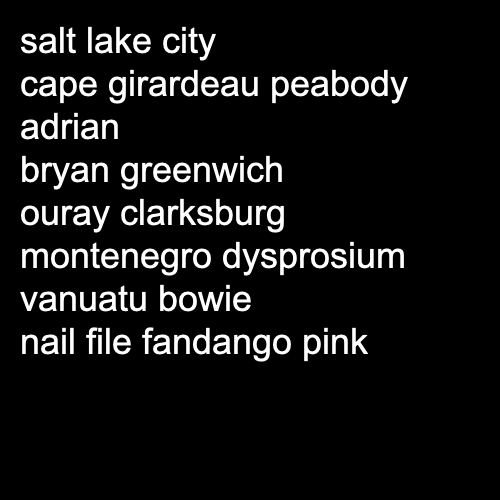 salt lake city
cape girardeau peabody
adrian
bryan greenwich
ouray clarksburg
montenegro dysprosium
vanuatu bowie
nail file fandango pink